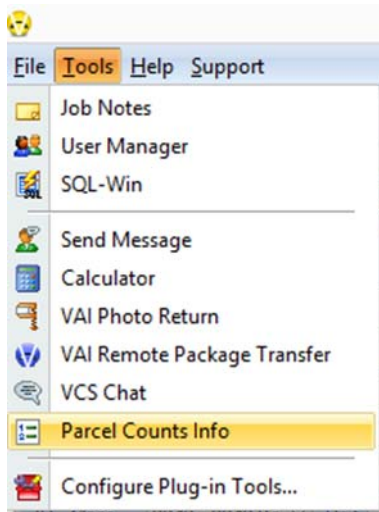 File Tools Help Support
Job Notes
User Manager
SQL-Win
Send Message
Calculator
VAI Photo Return
VAI Remote Package Transfer
VCS Chat
Parcel Counts Info
Configure Plug-in Tools...